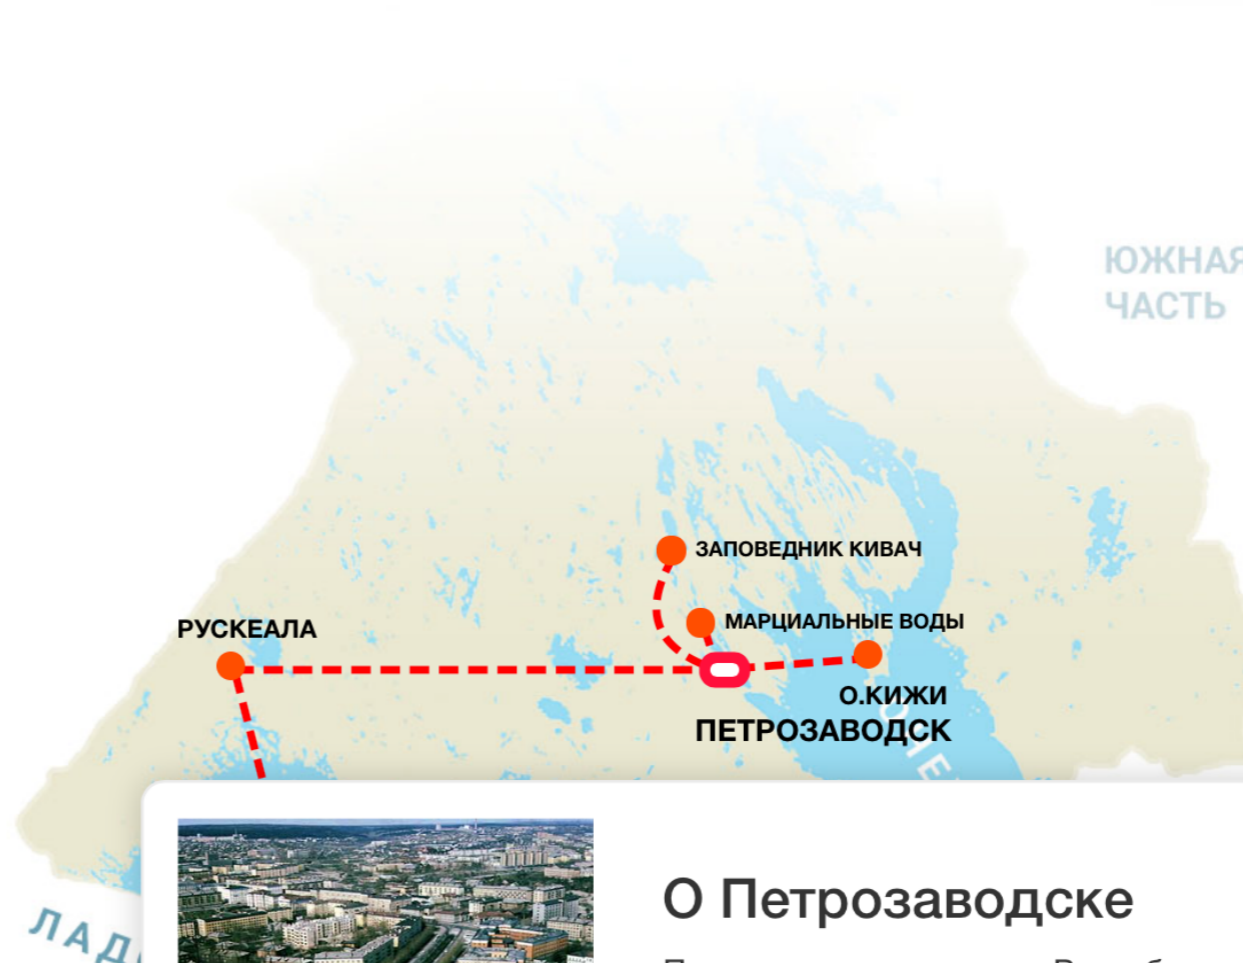 ЮЖНАЯ
ЧАСТЬ
ЗАПОВЕДНИК КИВАЧ
МАРЦИАЛЬНЫЕ ВОДЫ
РУСКЕАЛА
О.КИЖИ
ПЕТРОЗАВОДСК
О Петрозаводске